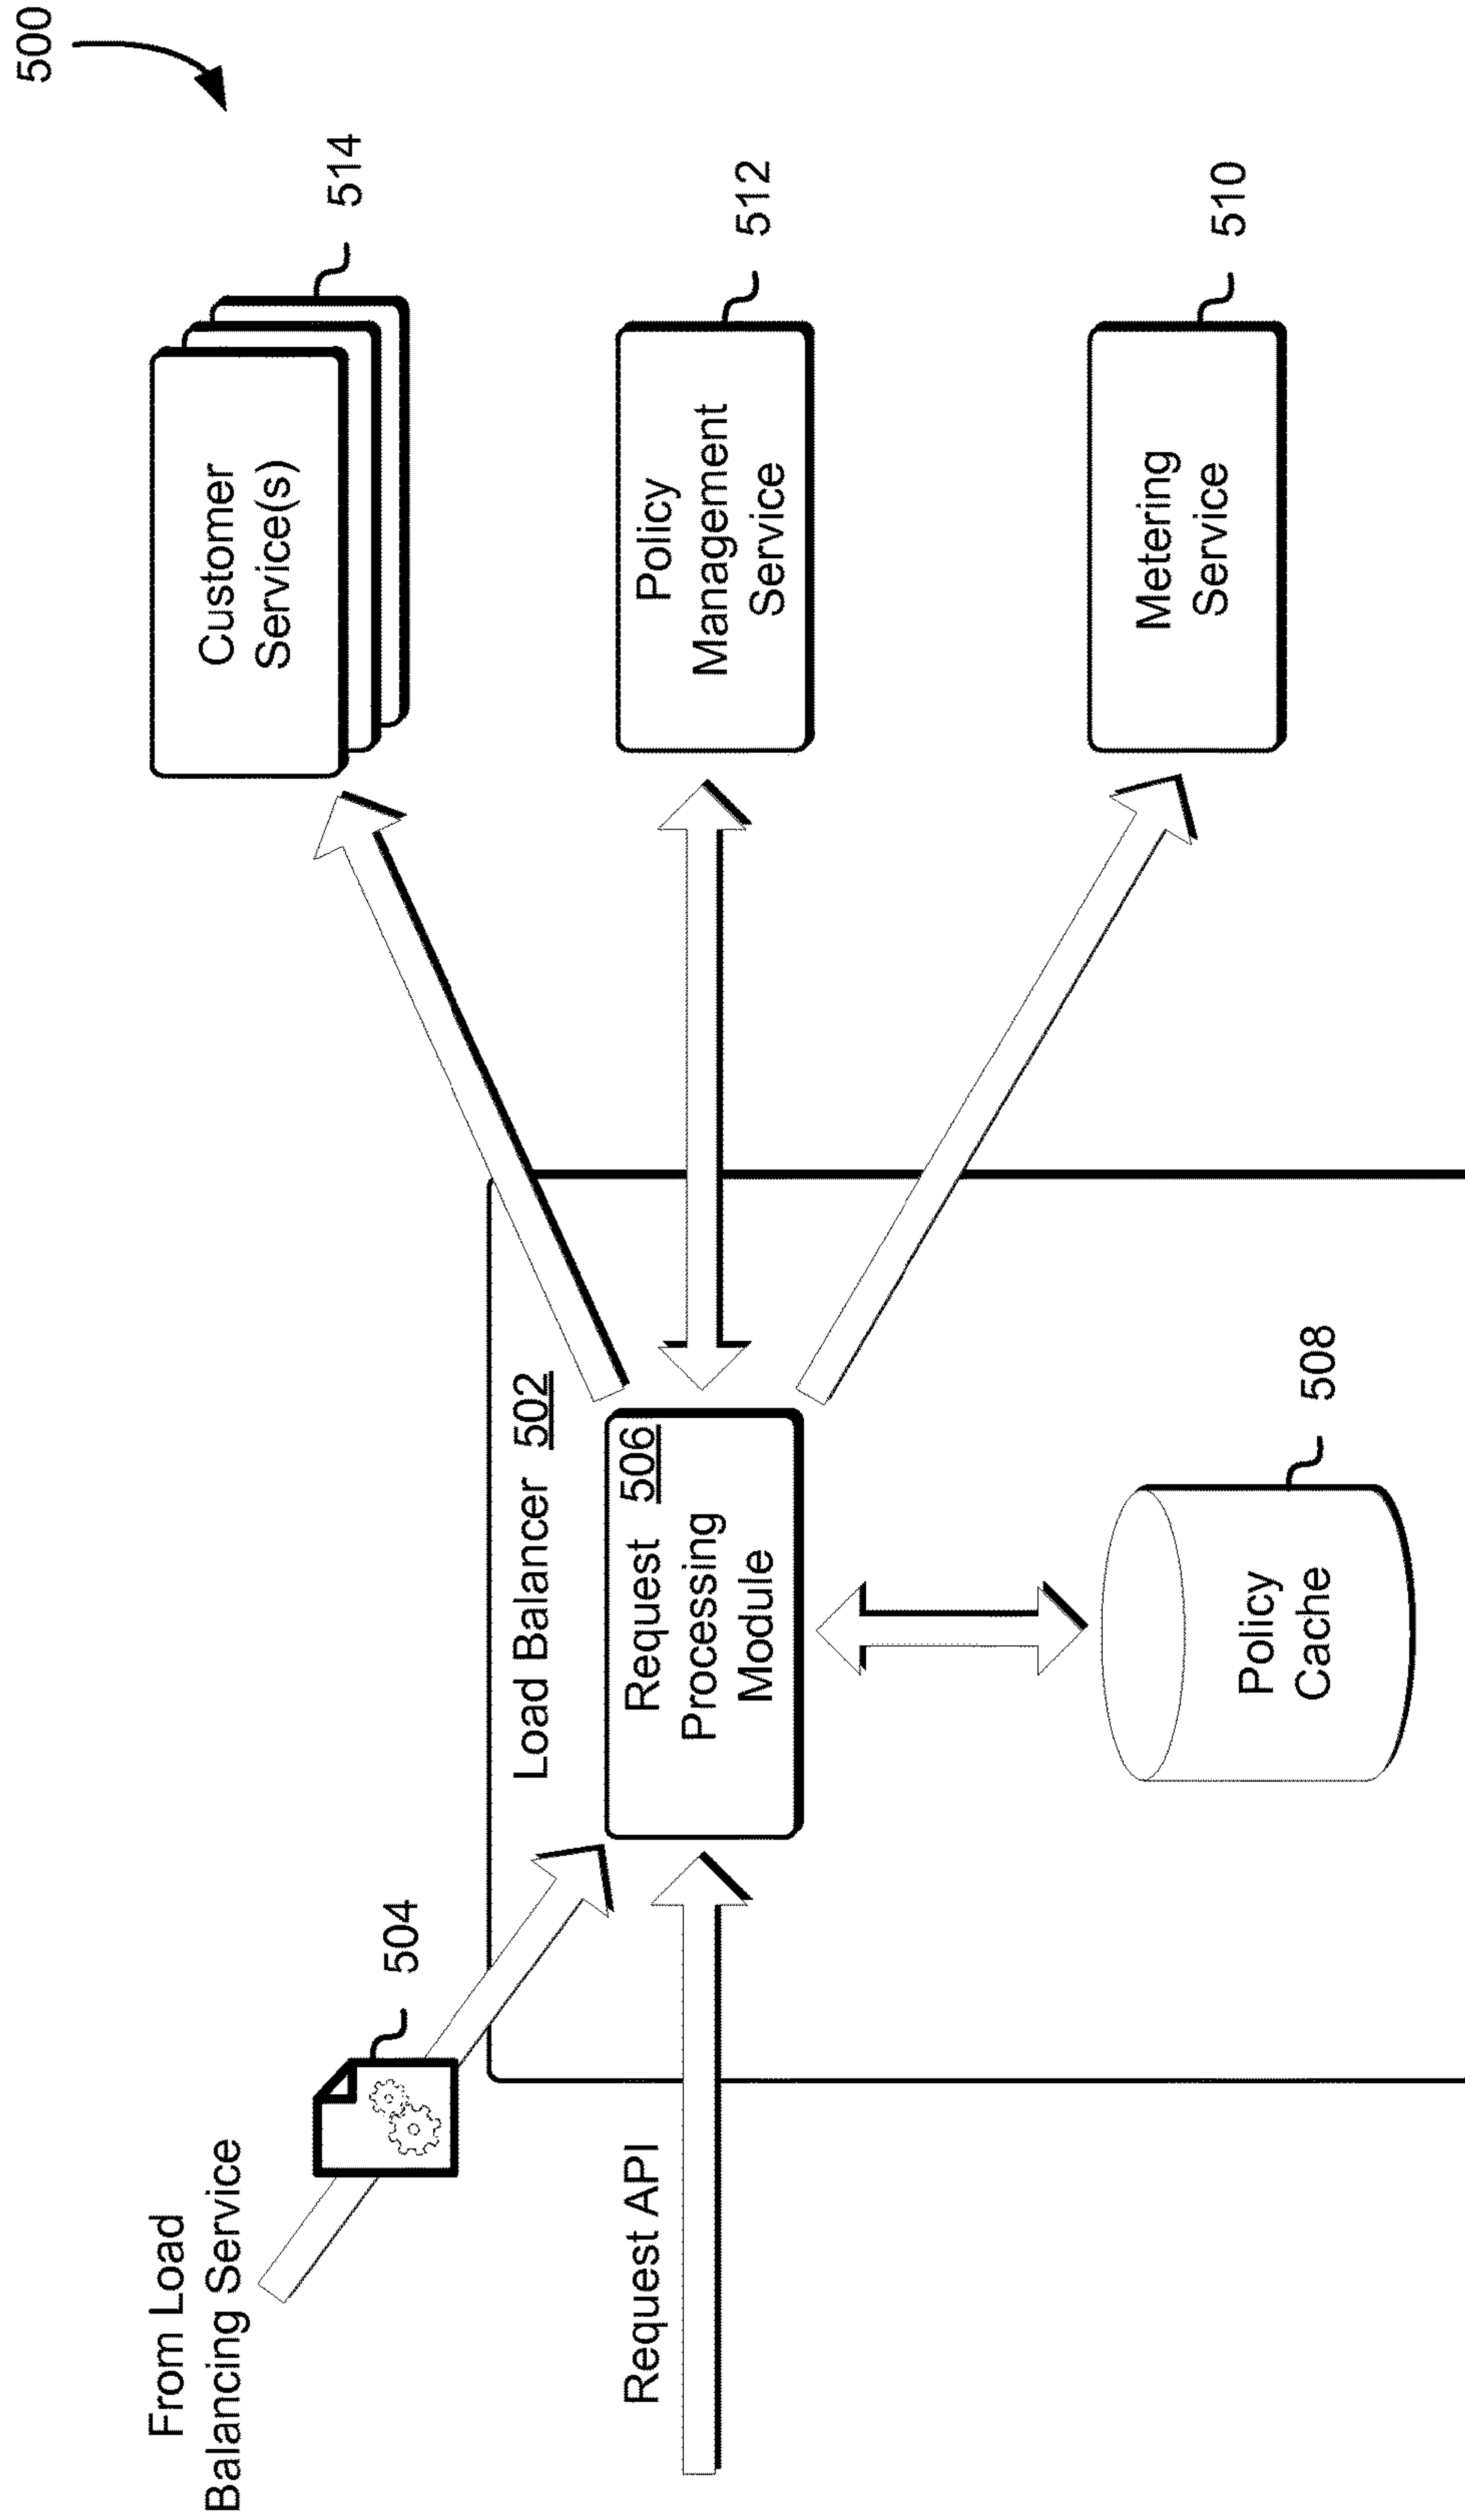 500
From Load
Balancing Service
504
Request API
Load Balancer 502
Request 506
Processing
Module
Policy
Cache
508
Customer
Service(s)
514
Policy
Management
Service
512
Metering
Service
510